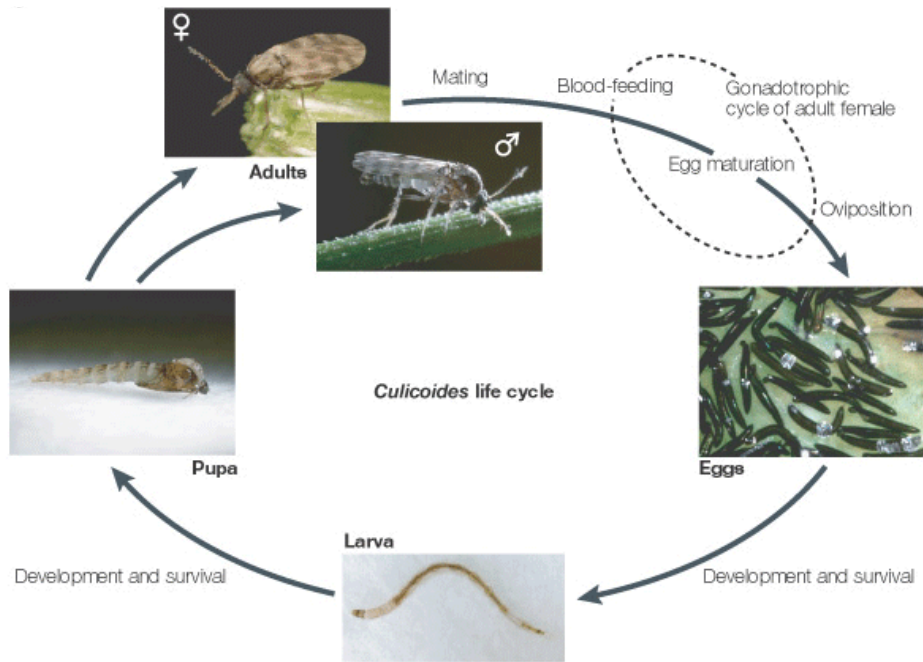 ♀
Mating
Blood-feeding
Gonadotrophic
cycle of adult female
Adults
♂
Egg maturation
Oviposition
Culicoides life cycle
Pupa
Eggs
Larva
Development and survival
Development and survival